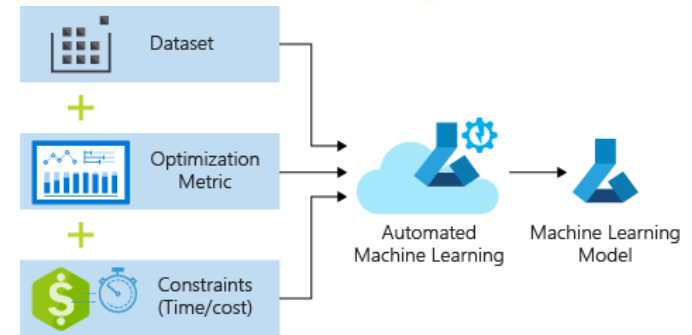 Dataset
+
Optimization
Metric
+
Constraints
(Time/cost)
$
Automated
Machine Learning
Machine Learning
Model